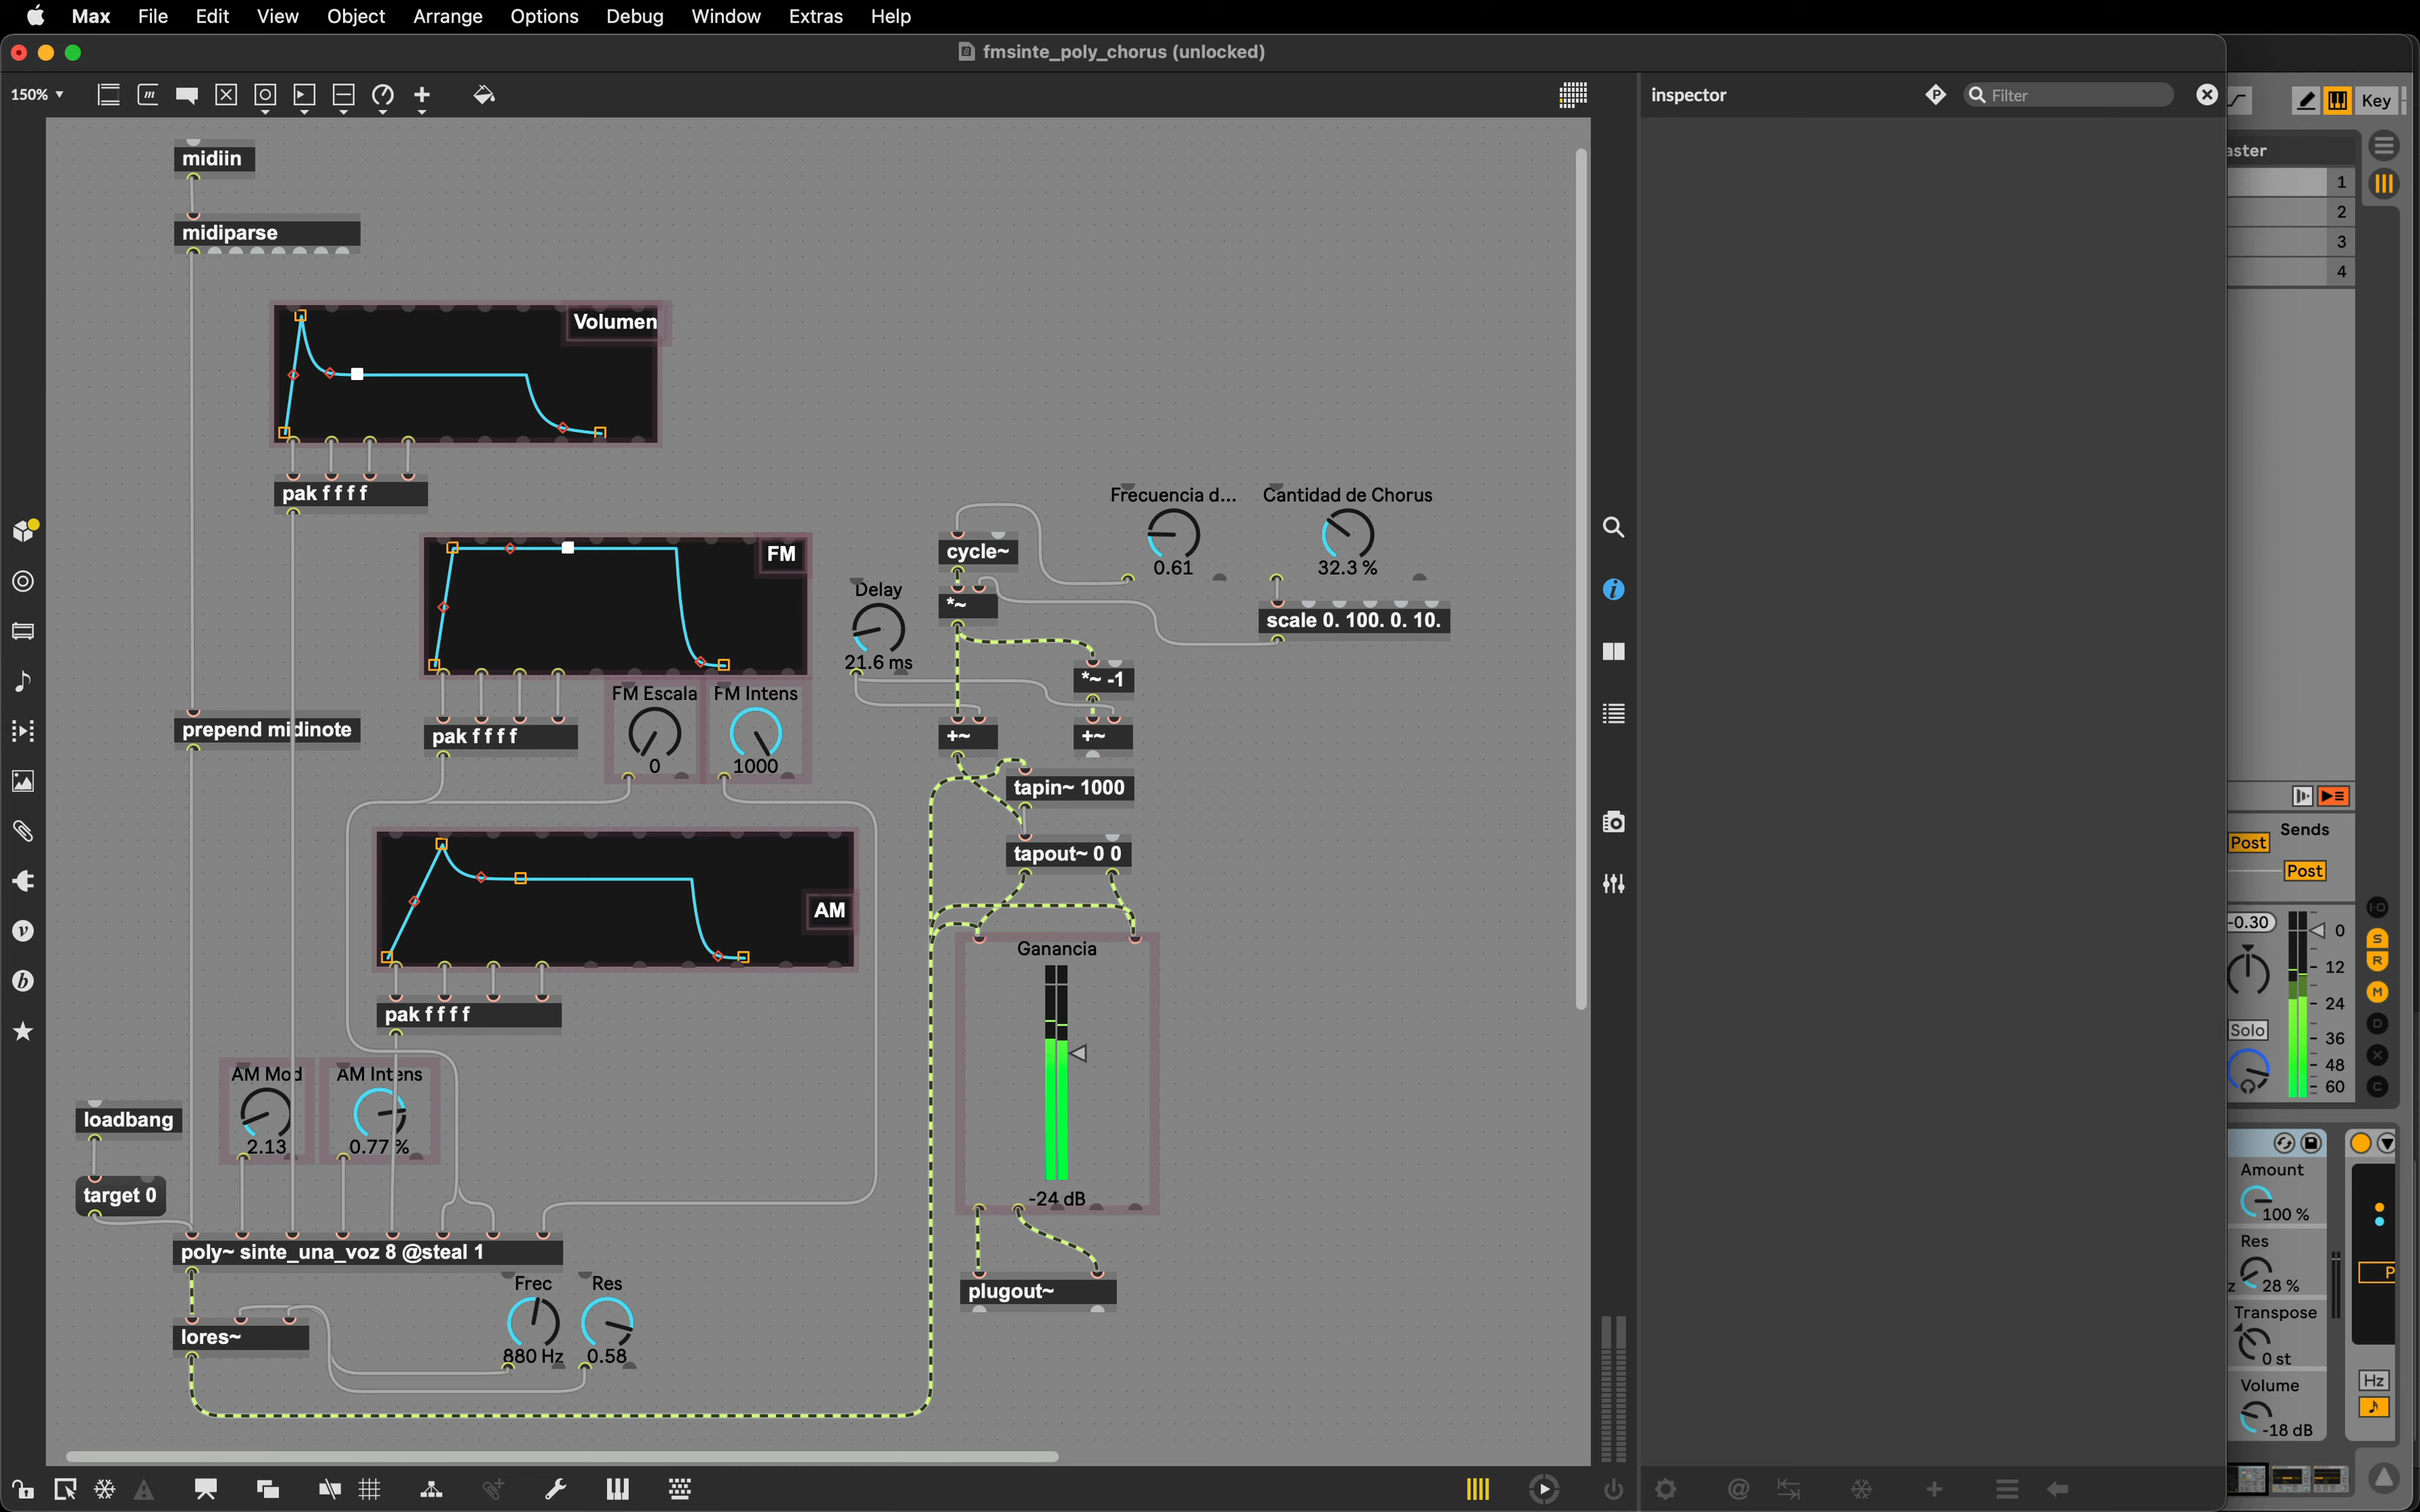 Max File Edit View Object Arrange Options Debug Window Extras Help
fmsinte_poly_chorus (unlocked)
150%
inspector
Filter
Key
midiin
midiparse
Volumen
pak f f f f
FM
FM Escala
0
FM Intens
1000
pak f f f f
prepend midinote
AM
pak f f f f
AM Mod
2.13
AM Intens
0.77 %
loadbang
target 0
poly~ sinte_una_voz 8 @steal 1
lores~
Frec
880 Hz
Res
0.58
Delay
21.6 ms
cycle~
*~
Frecuencia d...
0.61
Cantidad de Chorus
32.3 %
scale 0. 100. 0. 10.
*~ -1
+~
+~
tapin~ 1000
tapout~ 0 0
Ganancia
-24 dB
plugout~
aster
1
2
3
4
Sends
Post
Post
-0.30
0
12
24
36
48
60
Solo
S
R
M
D
X
C
Amount
100 %
Res
28 %
Transpose
0 st
Volume
-18 dB
Hz